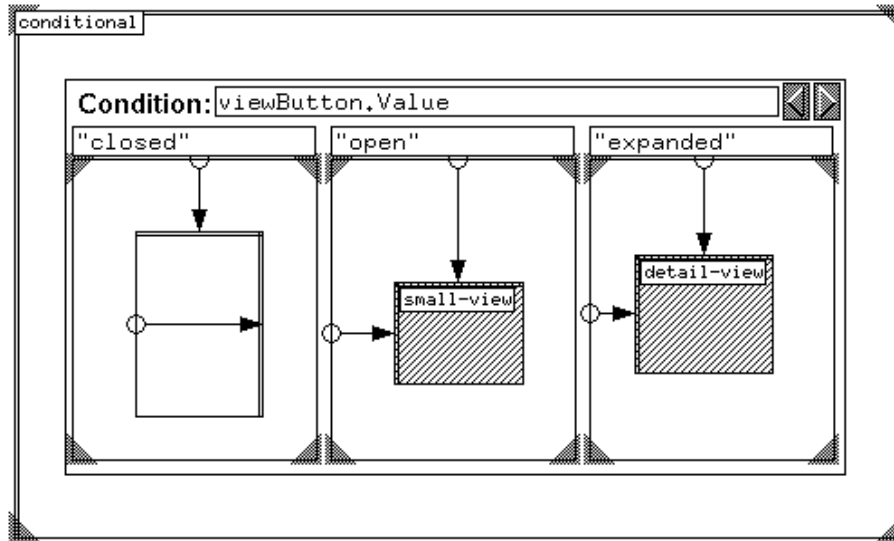 conditional
Condition: viewButton.Value
"closed" "open" "expanded"
detail-view
small-view